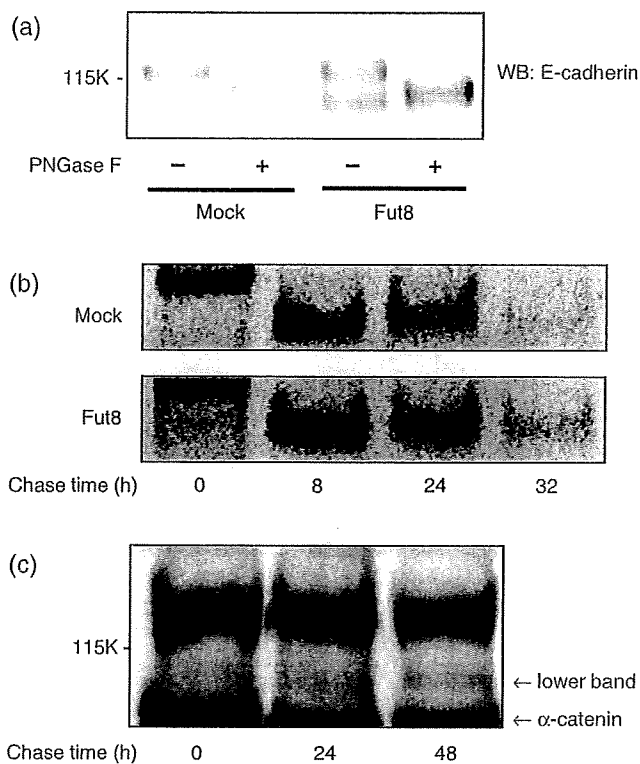 (a)
115K -
WB: E-cadherin
PNGase F − + − +
Mock Fut8
(b)
Mock
Fut8
Chase time (h) 0 8 24 32
(c)
115K -
← lower band
← α-catenin
Chase time (h) 0 24 48